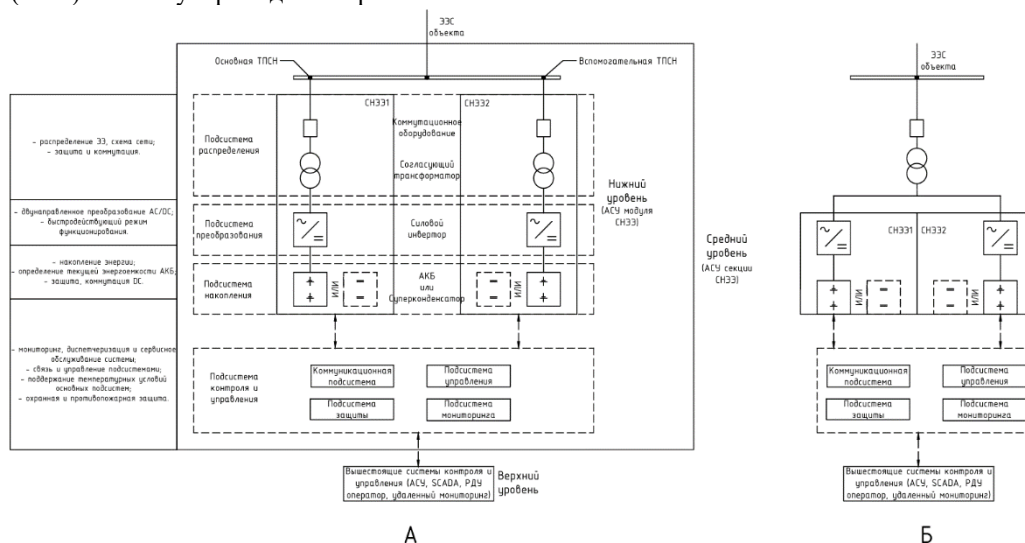 ЭЭС
объекта
Основная ТПСН
Вспомогательная ТПСН
СНЭЭ1
СНЭЭ2
– распределение ЭЭ, схема сети;
– защита и коммутация.
Подсистема
распределения
Коммутационное
оборудование
Согласующий
трансформатор
Нижний
уровень
(АСУ модуля
СНЭЭ)
– двунаправленное преобразование AC/DC;
– быстродействующий режим
функционирования.
Подсистема
преобразования
Силовой
инвертор
Средний
уровень
(АСУ секции
СНЭЭ)
– накопление энергии;
– определение текущей энергоемкости АКБ;
– защита, коммутация DC.
Подсистема
накопления
ИЛИ
АКБ
или
Суперконденсатор
ИЛИ
– мониторинг, диспетчеризация и сервисное
обслуживание системы;
– связь и управление подсистемами;
– поддержание температурных условий
основных подсистем;
– охранная и противопожарная защита.
Подсистема
контроля и
управления
Коммуникационная
подсистема
Подсистема
управления
Подсистема
защиты
Подсистема
мониторинга
Вышестоящие системы контроля и
управления (АСУ, SCADA, РДУ
оператор, удаленный мониторинг)
Верхний
уровень
А
ЭЭС
объекта
СНЭЭ1
СНЭЭ2
ИЛИ
ИЛИ
Коммуникационная
подсистема
Подсистема
управления
Подсистема
защиты
Подсистема
мониторинга
Вышестоящие системы контроля и
управления (АСУ, SCADA, РДУ
оператор, удаленный мониторинг)
Б